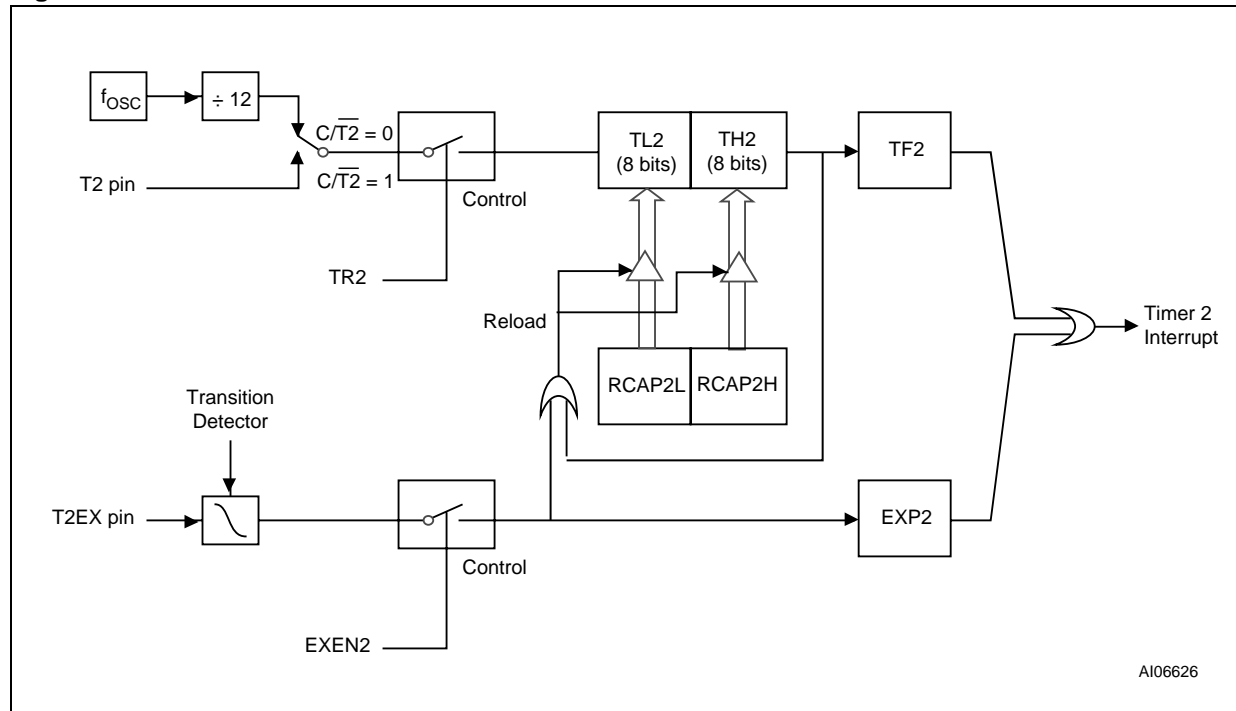 fOSC
÷ 12
C/T2 = 0
C/T2 = 1
T2 pin
Control
TR2
TL2
(8 bits)
TH2
(8 bits)
TF2
Reload
RCAP2L
RCAP2H
Timer 2
Interrupt
Transition
Detector
T2EX pin
Control
EXEN2
EXP2
AI06626